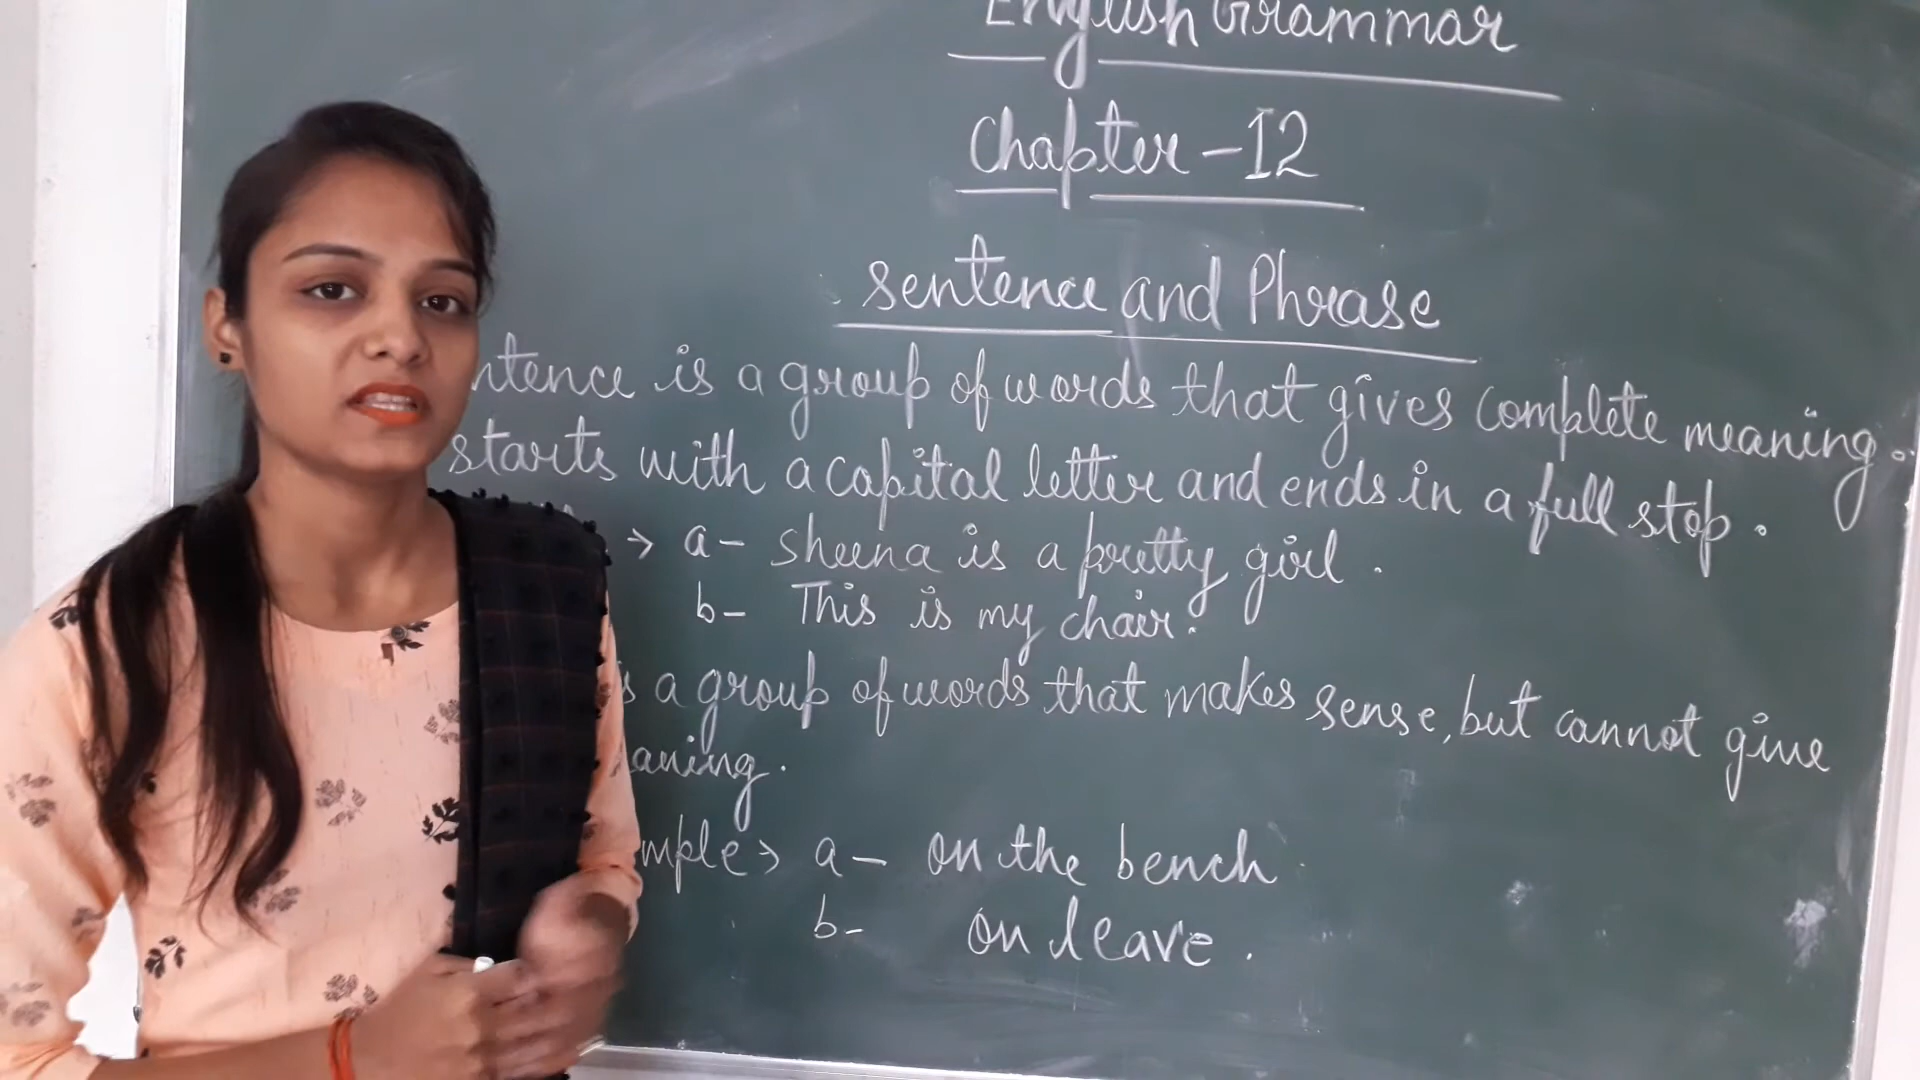 English Grammar
Chapter - 12
Sentence and Phrase
ntence is a group of words that gives complete meaning.
starts with a capital letter and ends in a full stop.
> a - Sheena is a pretty girl.
b - This is my chair.
is a group of words that makes sense, but cannot give
aning.
mple > a - on the bench
b - on leave.